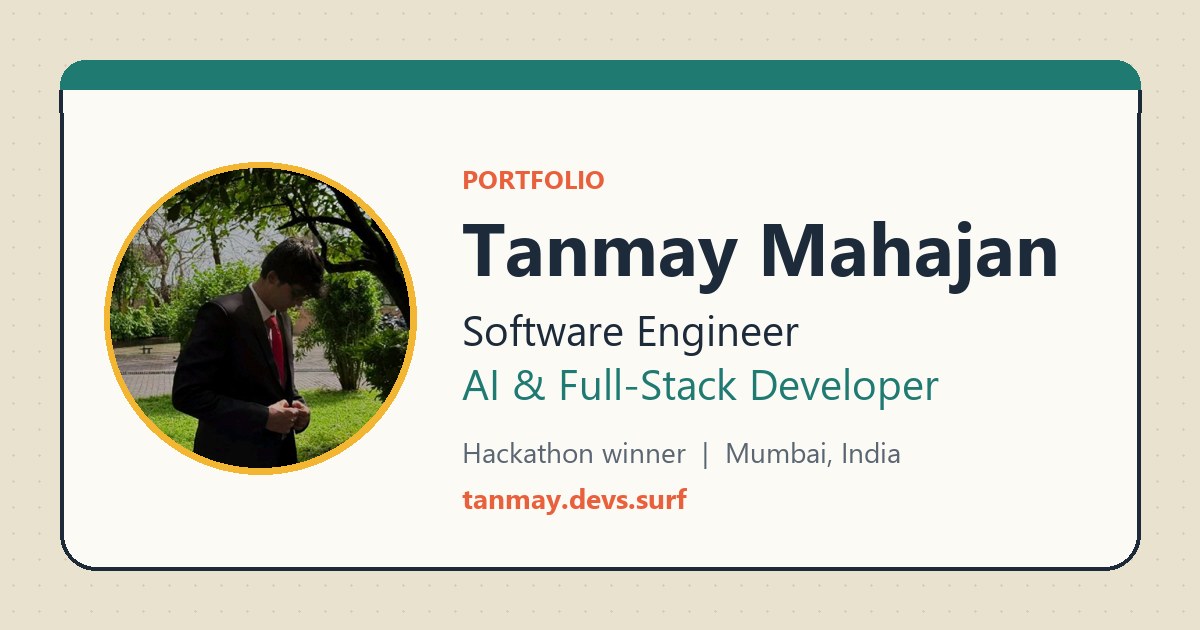 PORTFOLIO
Tanmay Mahajan
Software Engineer
AI & Full-Stack Developer
Hackathon winner | Mumbai, India
tanmay.devs.surf